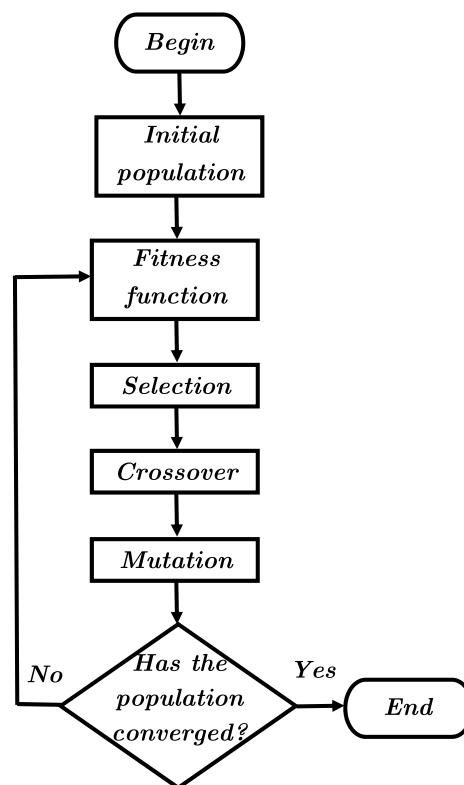 Begin
Initial
population
Fitness
function
Selection
Crossover
Mutation
Has the
population
converged?
No
Yes
End